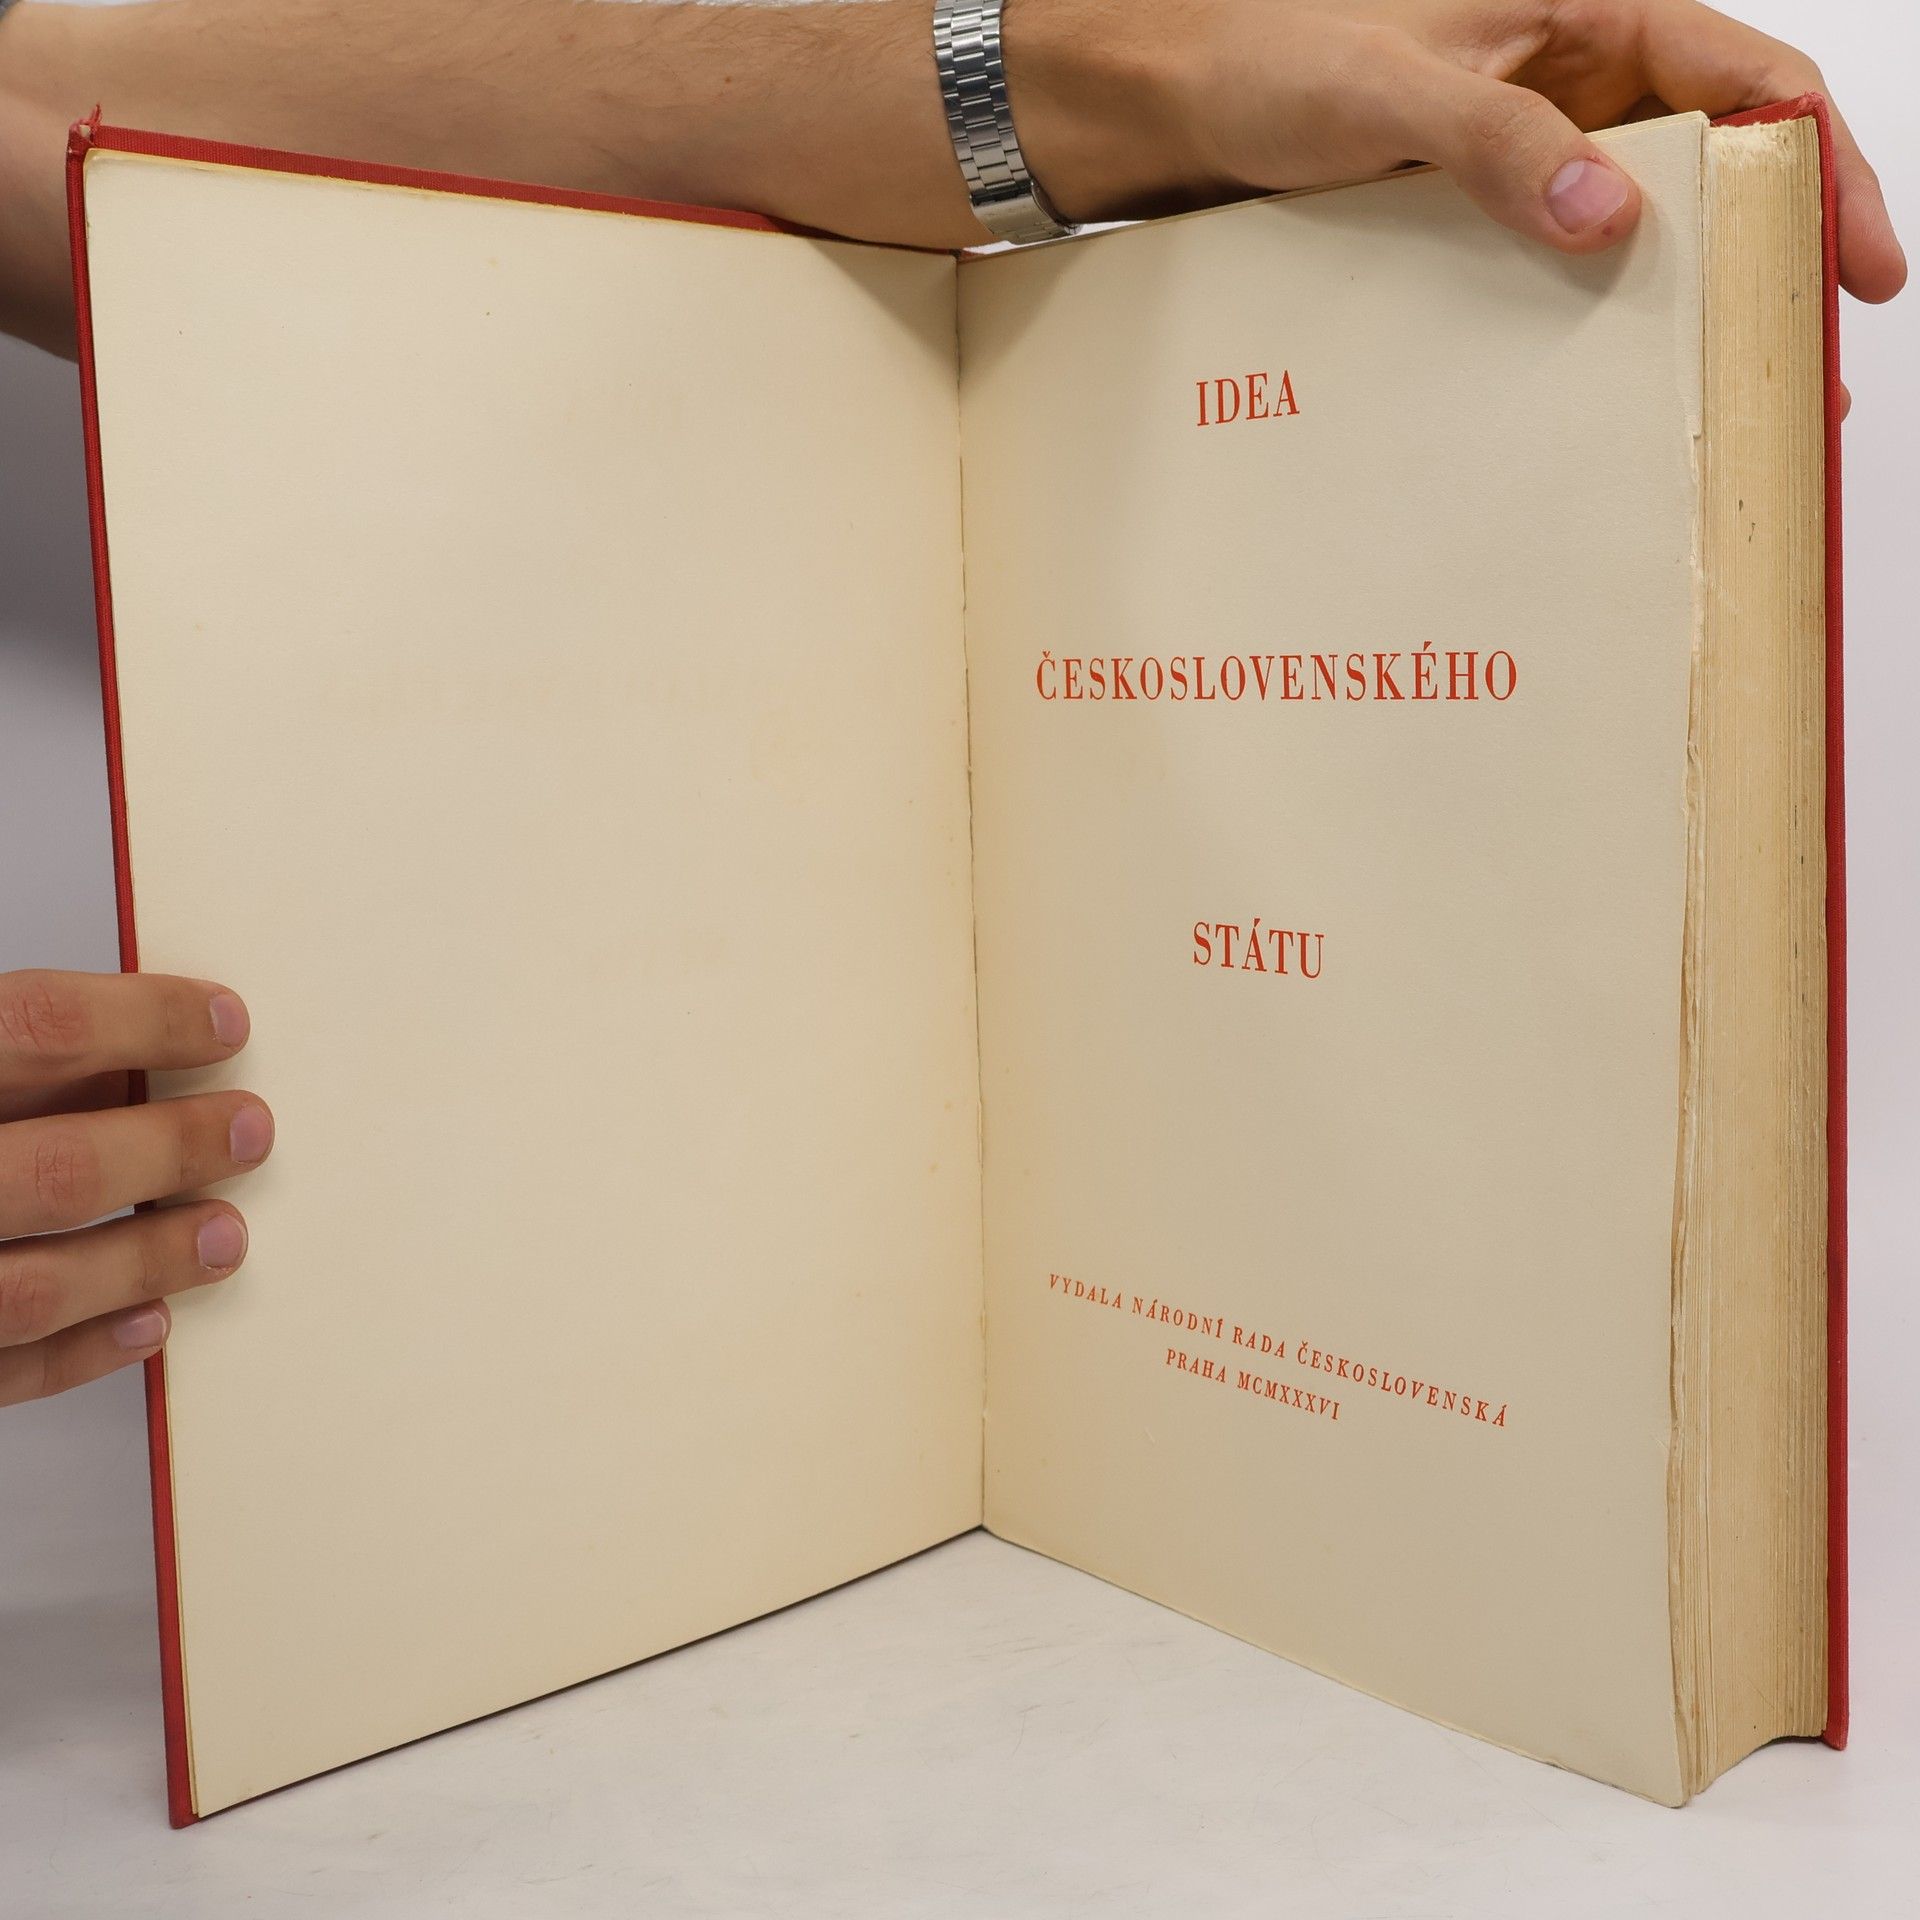 IDEA
ČESKOSLOVENSKÉHO
STÁTU
VYDALA NÁRODNÍ RADA ČESKOSLOVENSKÁ
PRAHA MCMXXXVI